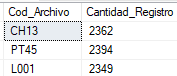 Cod_Archivo Cantidad_Registro
CH13 2362
PT45 2394
L001 2349